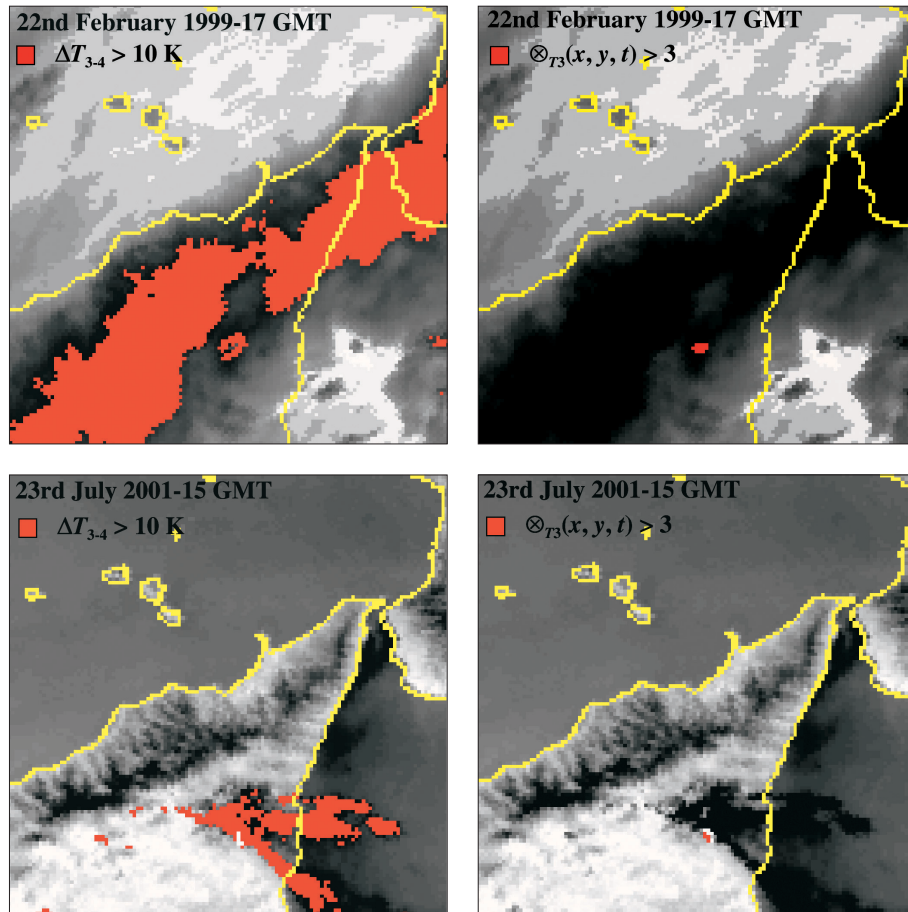 22nd February 1999-17 GMT
ΔT3-4 > 10 K
22nd February 1999-17 GMT
⊗T3(x, y, t) > 3
23rd July 2001-15 GMT
ΔT3-4 > 10 K
23rd July 2001-15 GMT
⊗T3(x, y, t) > 3